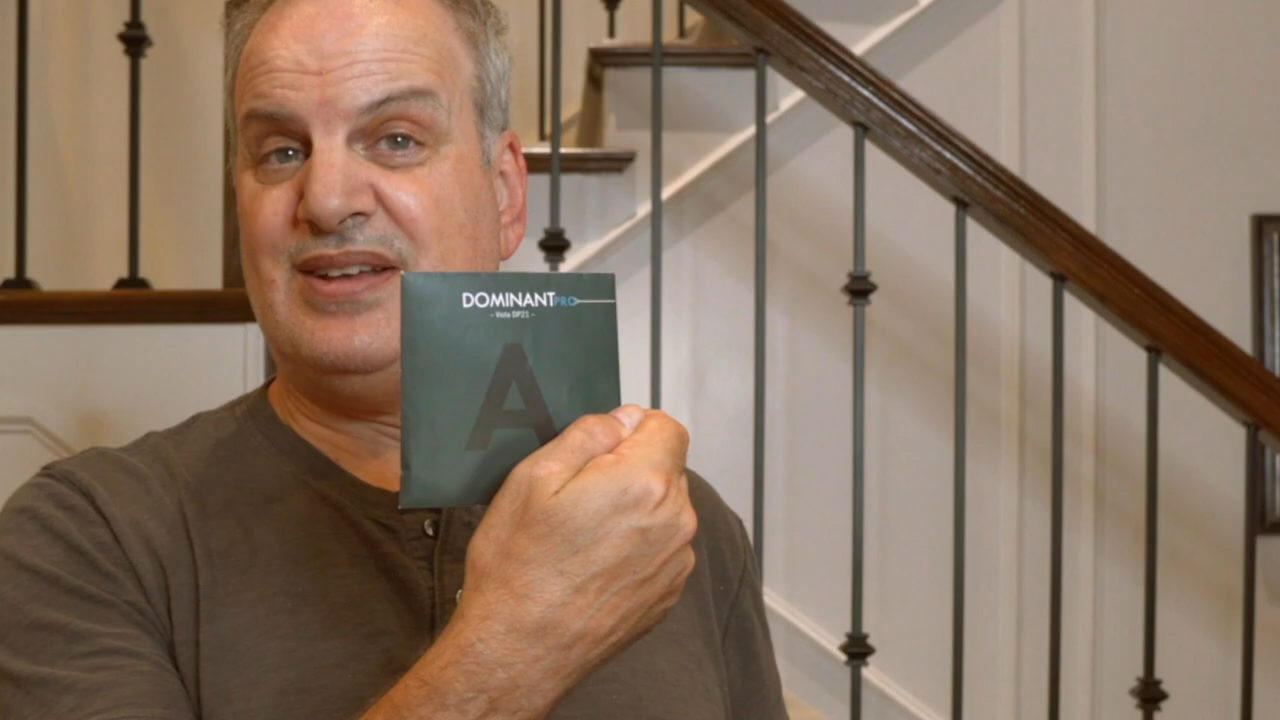 DOMINANTPRO
– Viola DP21 –
A